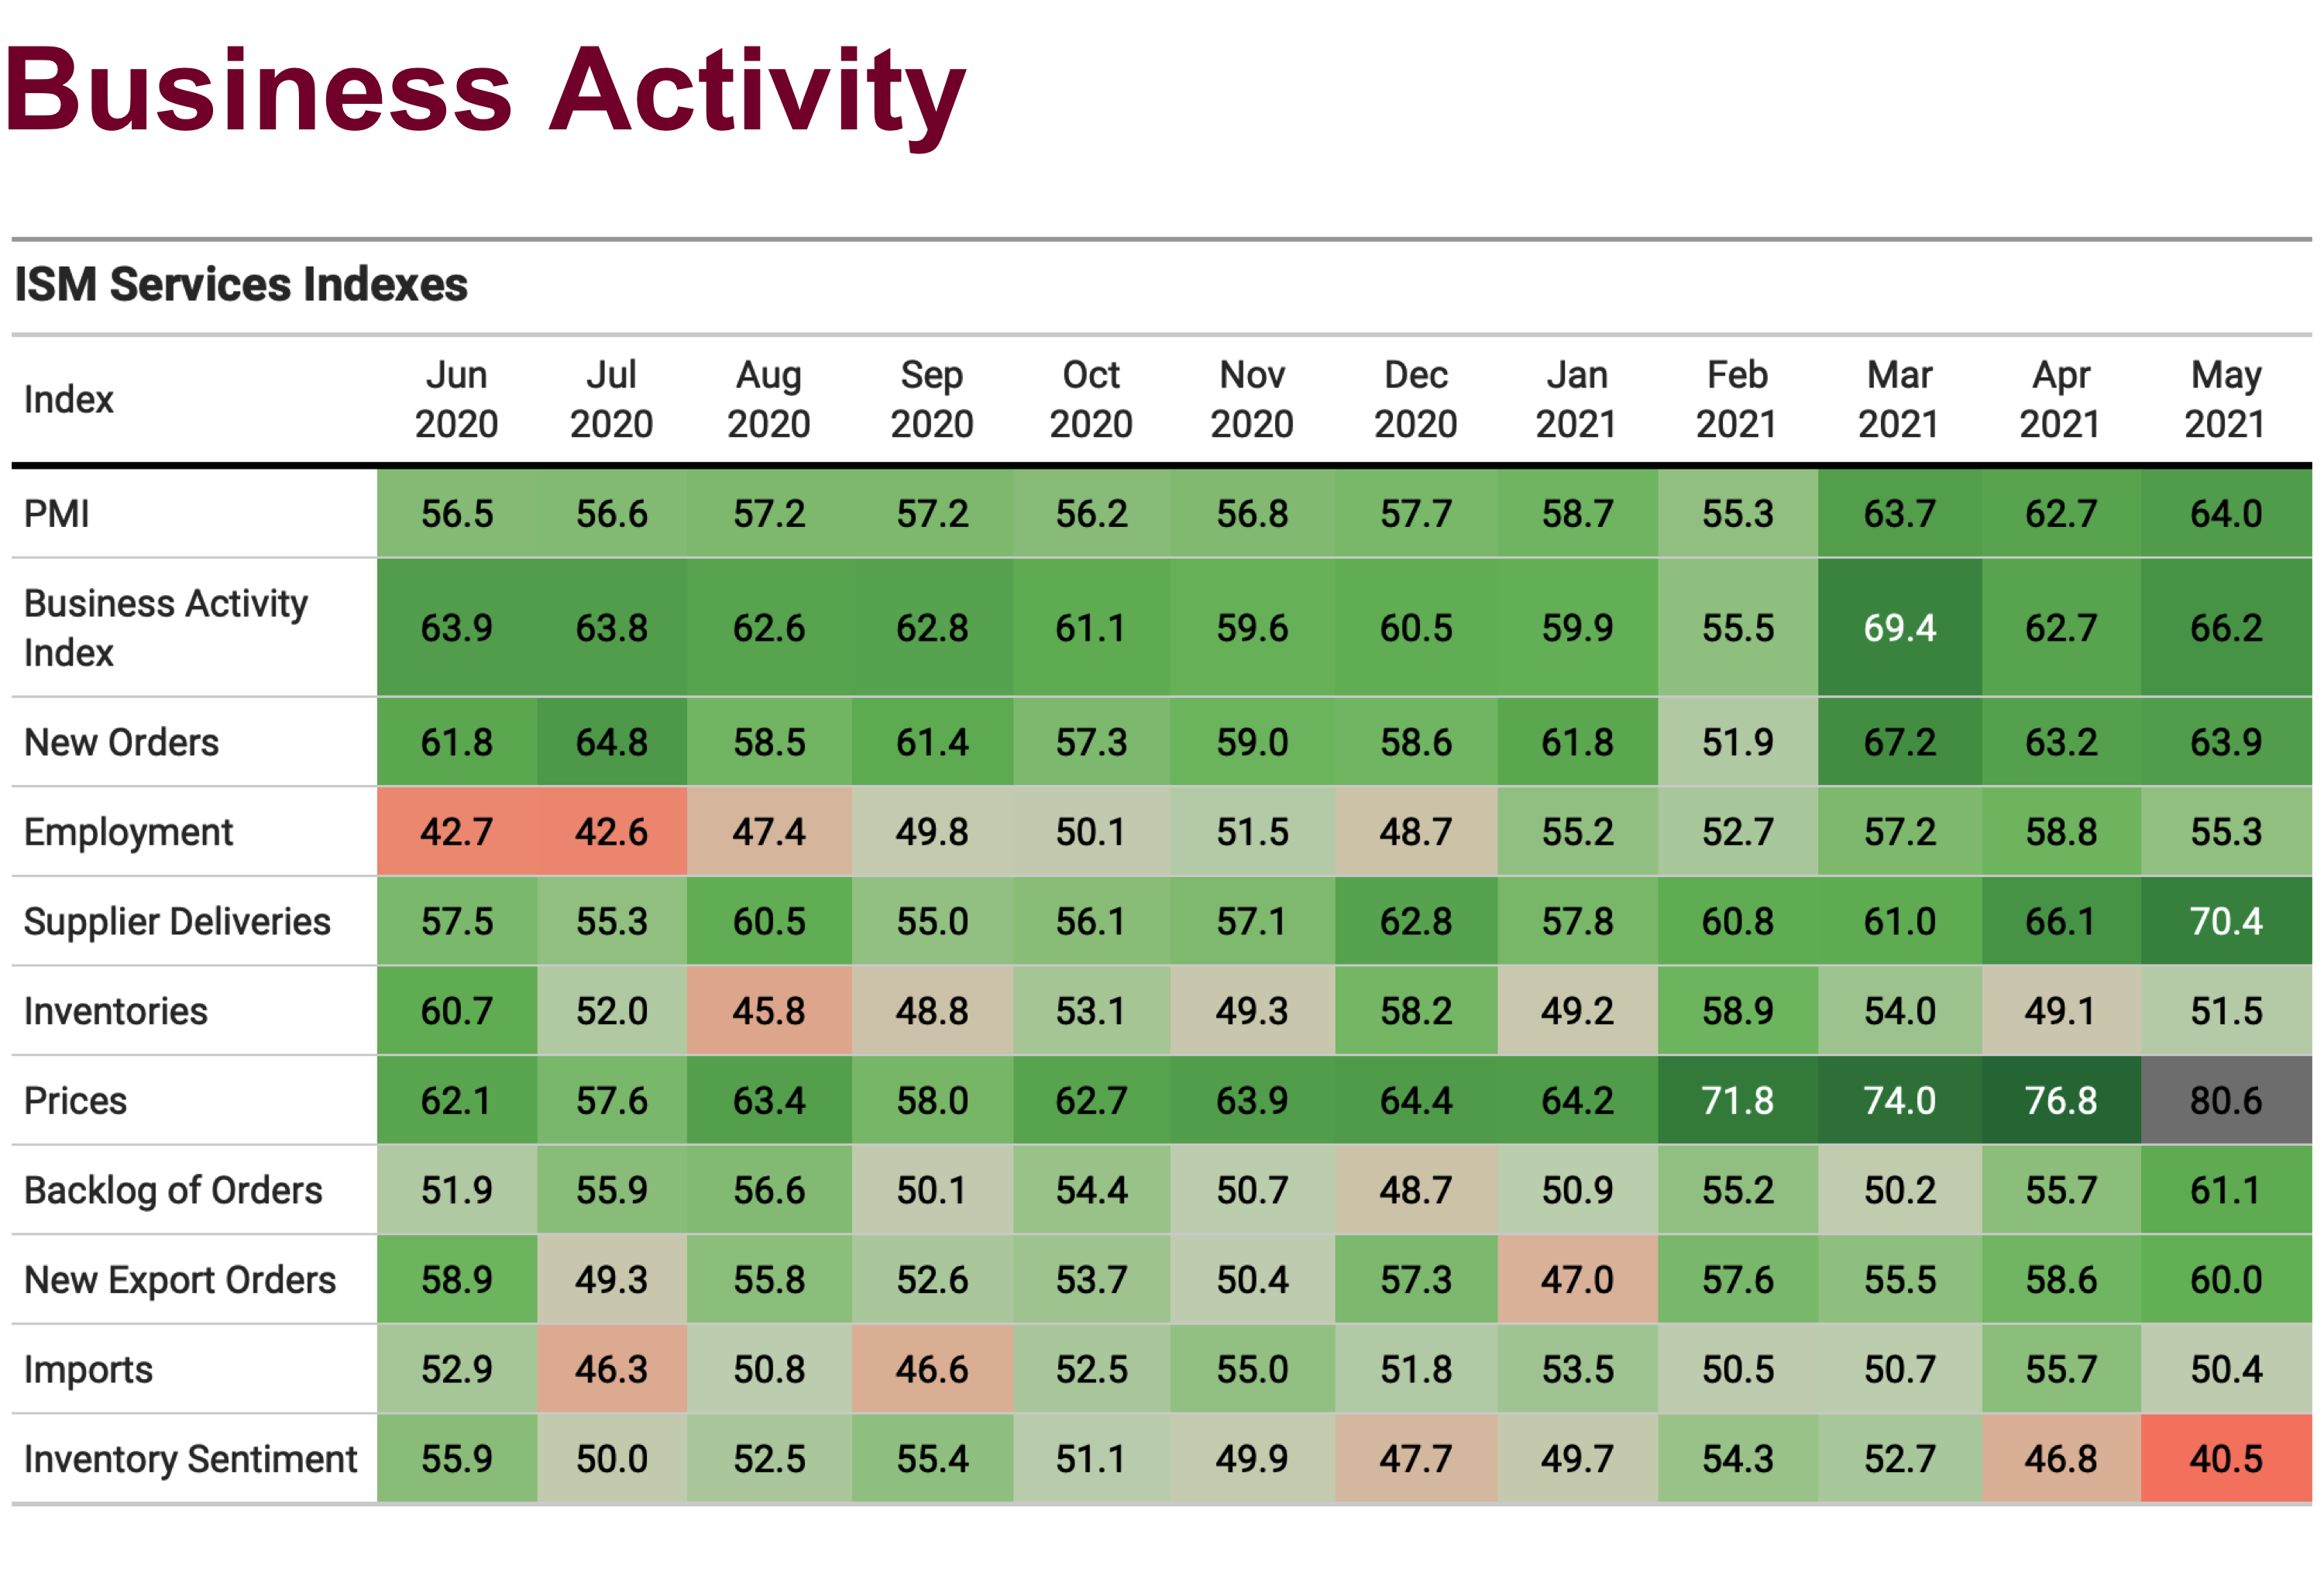 Business Activity
ISM Services Indexes
Index Jun 2020 Jul 2020 Aug 2020 Sep 2020 Oct 2020 Nov 2020 Dec 2020 Jan 2021 Feb 2021 Mar 2021 Apr 2021 May 2021
PMI 56.5 56.6 57.2 57.2 56.2 56.8 57.7 58.7 55.3 63.7 62.7 64.0
Business Activity Index 63.9 63.8 62.6 62.8 61.1 59.6 60.5 59.9 55.5 69.4 62.7 66.2
New Orders 61.8 64.8 58.5 61.4 57.3 59.0 58.6 61.8 51.9 67.2 63.2 63.9
Employment 42.7 42.6 47.4 49.8 50.1 51.5 48.7 55.2 52.7 57.2 58.8 55.3
Supplier Deliveries 57.5 55.3 60.5 55.0 56.1 57.1 62.8 57.8 60.8 61.0 66.1 70.4
Inventories 60.7 52.0 45.8 48.8 53.1 49.3 58.2 49.2 58.9 54.0 49.1 51.5
Prices 62.1 57.6 63.4 58.0 62.7 63.9 64.4 64.2 71.8 74.0 76.8 80.6
Backlog of Orders 51.9 55.9 56.6 50.1 54.4 50.7 48.7 50.9 55.2 50.2 55.7 61.1
New Export Orders 58.9 49.3 55.8 52.6 53.7 50.4 57.3 47.0 57.6 55.5 58.6 60.0
Imports 52.9 46.3 50.8 46.6 52.5 55.0 51.8 53.5 50.5 50.7 55.7 50.4
Inventory Sentiment 55.9 50.0 52.5 55.4 51.1 49.9 47.7 49.7 54.3 52.7 46.8 40.5